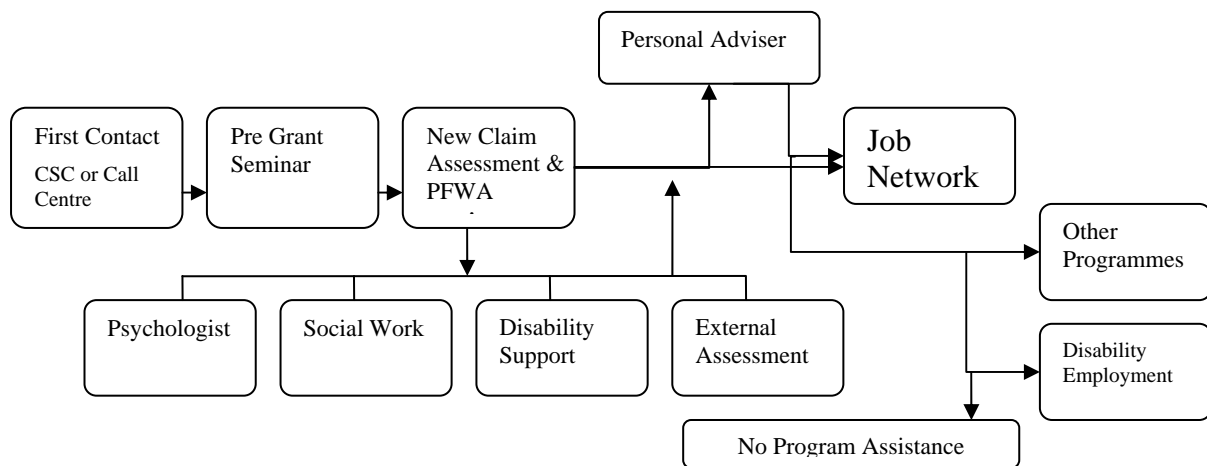 Personal Adviser
First Contact
CSC or Call
Centre
Pre Grant
Seminar
New Claim
Assessment &
PFWA
.
Job
Network
Other
Programmes
Psychologist
Social Work
Disability
Support
External
Assessment
Disability
Employment
No Program Assistance